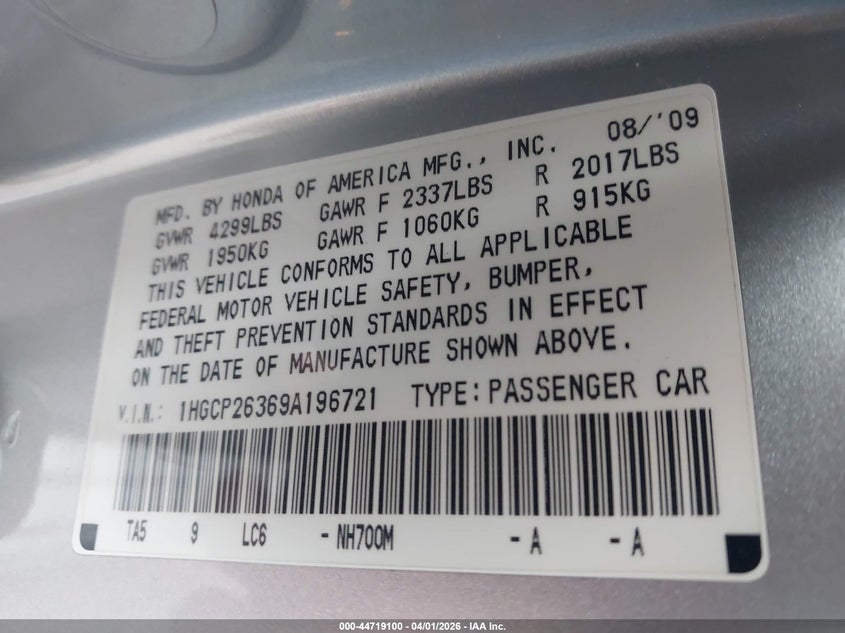 08/'09
MFD. BY HONDA OF AMERICA MFG., INC.
GVWR 4299LBS GAWR F 2337LBS R 2017LBS
GVWR 1950KG GAWR F 1060KG R 915KG
THIS VEHICLE CONFORMS TO ALL APPLICABLE
FEDERAL MOTOR VEHICLE SAFETY, BUMPER,
AND THEFT PREVENTION STANDARDS IN EFFECT
ON THE DATE OF MANUFACTURE SHOWN ABOVE.
V.I.N.: 1HGCP26369A196721 TYPE:PASSENGER CAR
TA5 9 LC6 -NH700M -A -A
000-44719100 - 04/01/2026 - IAA Inc.